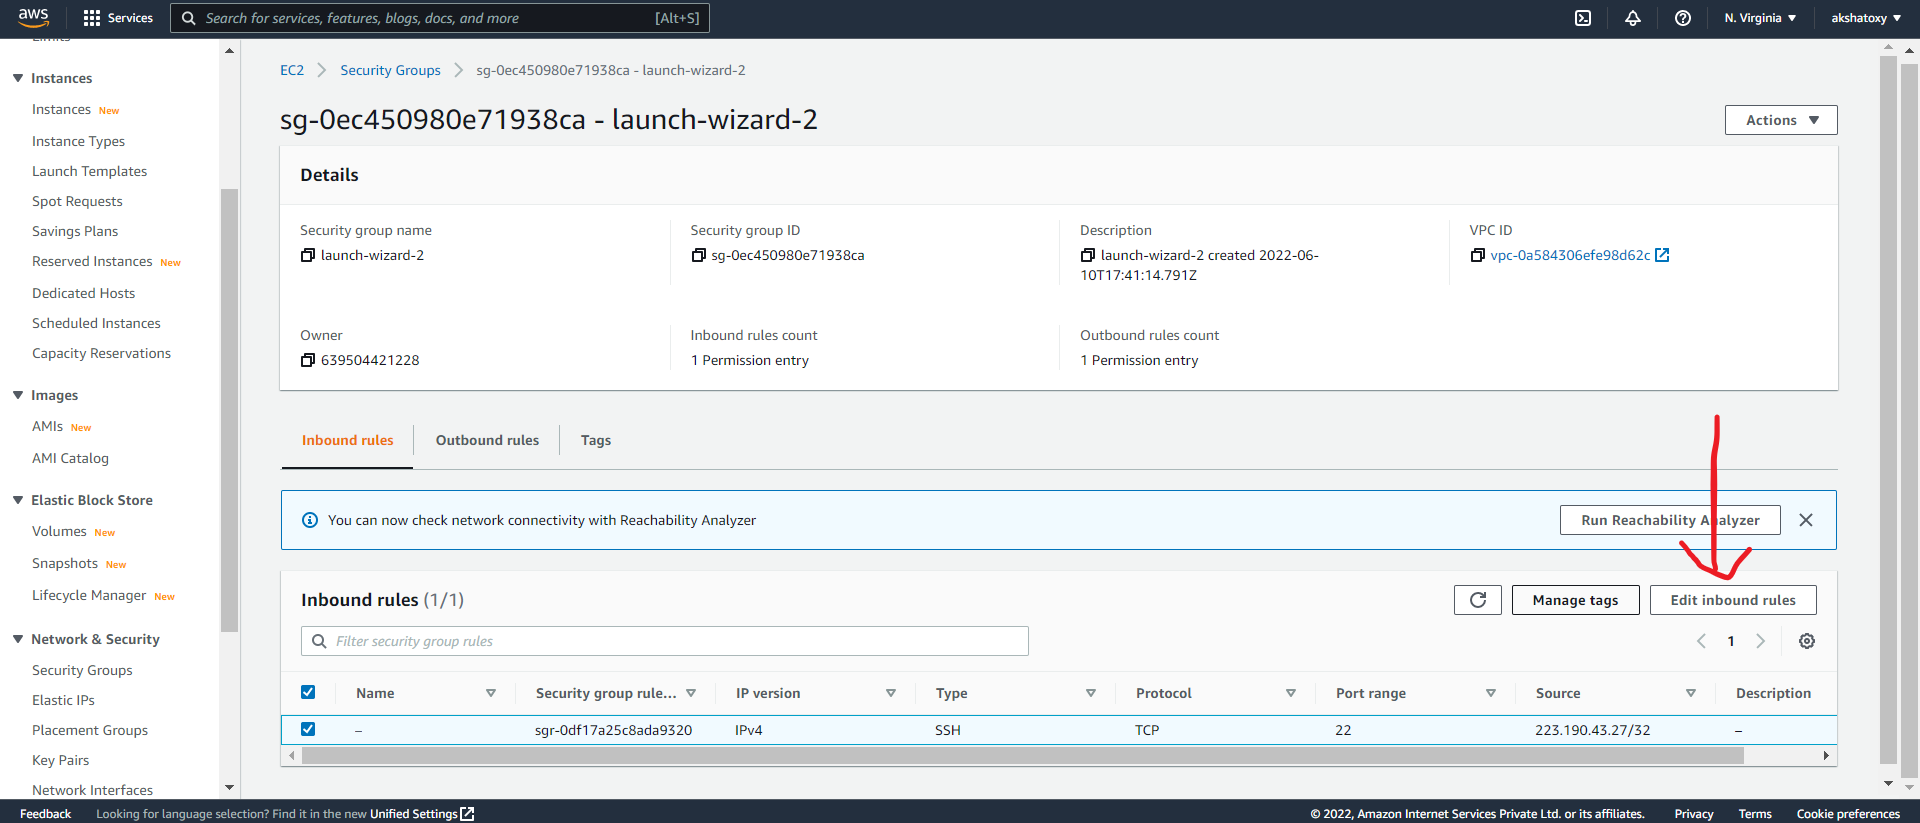 aws
Services
Search for services, features, blogs, docs, and more [Alt+S]
N. Virginia
akshatoxy
Limits
Instances
Instances New
Instance Types
Launch Templates
Spot Requests
Savings Plans
Reserved Instances New
Dedicated Hosts
Scheduled Instances
Capacity Reservations
Images
AMIs New
AMI Catalog
Elastic Block Store
Volumes New
Snapshots New
Lifecycle Manager New
Network & Security
Security Groups
Elastic IPs
Placement Groups
Key Pairs
Network Interfaces
EC2 Security Groups sg-0ec450980e71938ca - launch-wizard-2
sg-0ec450980e71938ca - launch-wizard-2
Actions
Details
Security group name
launch-wizard-2
Security group ID
sg-0ec450980e71938ca
Description
launch-wizard-2 created 2022-06-
10T17:41:14.791Z
VPC ID
vpc-0a584306efe98d62c
Owner
639504421228
Inbound rules count
1 Permission entry
Outbound rules count
1 Permission entry
Inbound rules
Outbound rules
Tags
You can now check network connectivity with Reachability Analyzer
Run Reachability Analyzer
Inbound rules (1/1)
Manage tags
Edit inbound rules
Filter security group rules
1
Name Security group rule... IP version Type Protocol Port range Source Description
– sgr-0df17a25c8ada9320 IPv4 SSH TCP 22 223.190.43.27/32 –
Feedback
Looking for language selection? Find it in the new Unified Settings
© 2022, Amazon Internet Services Private Ltd. or its affiliates.
Privacy
Terms
Cookie preferences